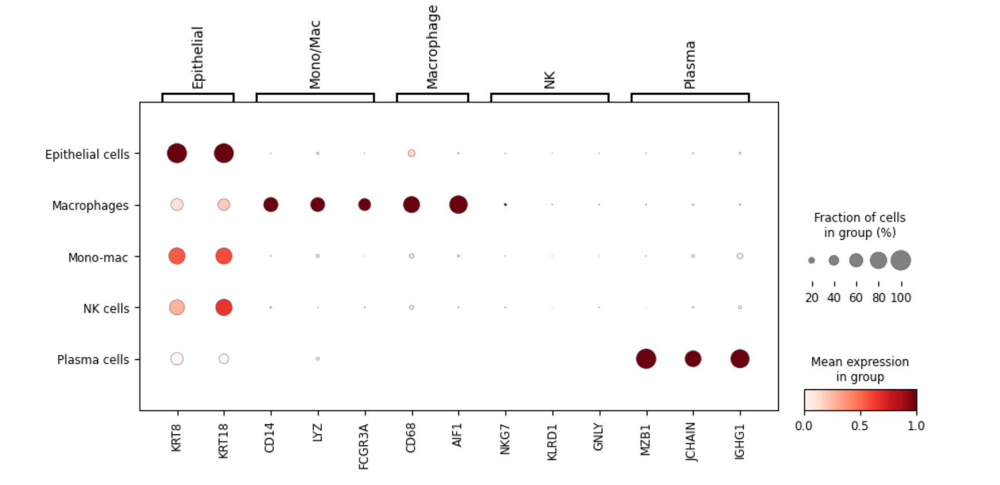 Epithelial
Mono/Mac
Macrophage
NK
Plasma
Epithelial cells
Macrophages
Mono-mac
NK cells
Plasma cells
KRT8
KRT18
CD14
LYZ
FCGR3A
CD68
AIF1
NKG7
KLRD1
GNLY
MZB1
JCHAIN
IGHG1
Fraction of cells
in group (%)
20 40 60 80 100
Mean expression
in group
0.0 0.5 1.0